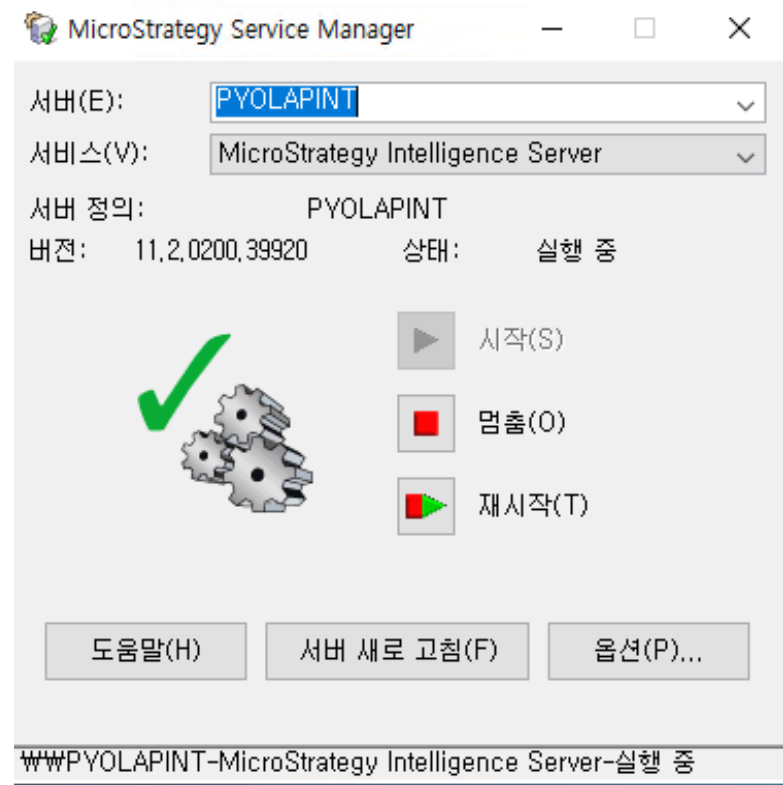 MicroStrategy Service Manager
서버(E): PYOLAPINT
서비스(V): MicroStrategy Intelligence Server
서버 정의: PYOLAPINT
버전: 11,2,0200,39920 상태: 실행 중
시작(S)
멈춤(O)
재시작(T)
도움말(H) 서버 새로 고침(F) 옵션(P)...
₩₩PYOLAPINT-MicroStrategy Intelligence Server-실행 중